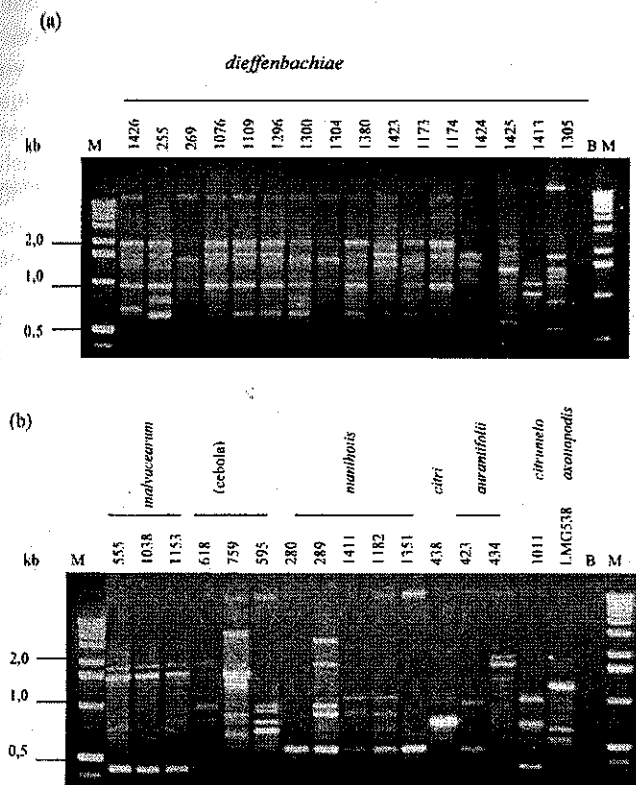 (a)
dieffenbachiae
kb M 1426 255 269 1076 1109 1296 1300 1304 1380 1423 1173 1174 1424 1425 1413 1305 B M
2,0
1,0
0,5
(b)
malvacearum (cebola) manihotis citri aurantifolii citrumelo axonopodis
kb M 555 1038 1153 618 759 595 280 289 1411 1182 1351 438 423 434 1011 LMG538 B M
2,0
1,0
0,5